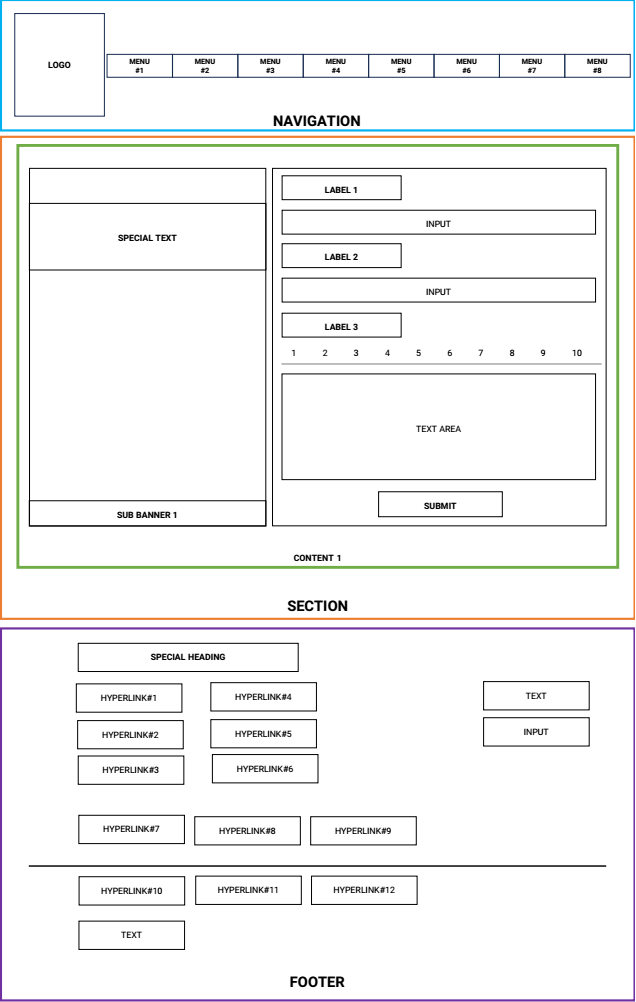 LOGO
MENU
#1
MENU
#2
MENU
#3
MENU
#4
MENU
#5
MENU
#6
MENU
#7
MENU
#8
NAVIGATION
SPECIAL TEXT
SUB BANNER 1
LABEL 1
INPUT
LABEL 2
INPUT
LABEL 3
1 2 3 4 5 6 7 8 9 10
TEXT AREA
SUBMIT
CONTENT 1
SECTION
SPECIAL HEADING
HYPERLINK#1
HYPERLINK#4
TEXT
HYPERLINK#2
HYPERLINK#5
INPUT
HYPERLINK#3
HYPERLINK#6
HYPERLINK#7
HYPERLINK#8
HYPERLINK#9
HYPERLINK#10
HYPERLINK#11
HYPERLINK#12
TEXT
FOOTER